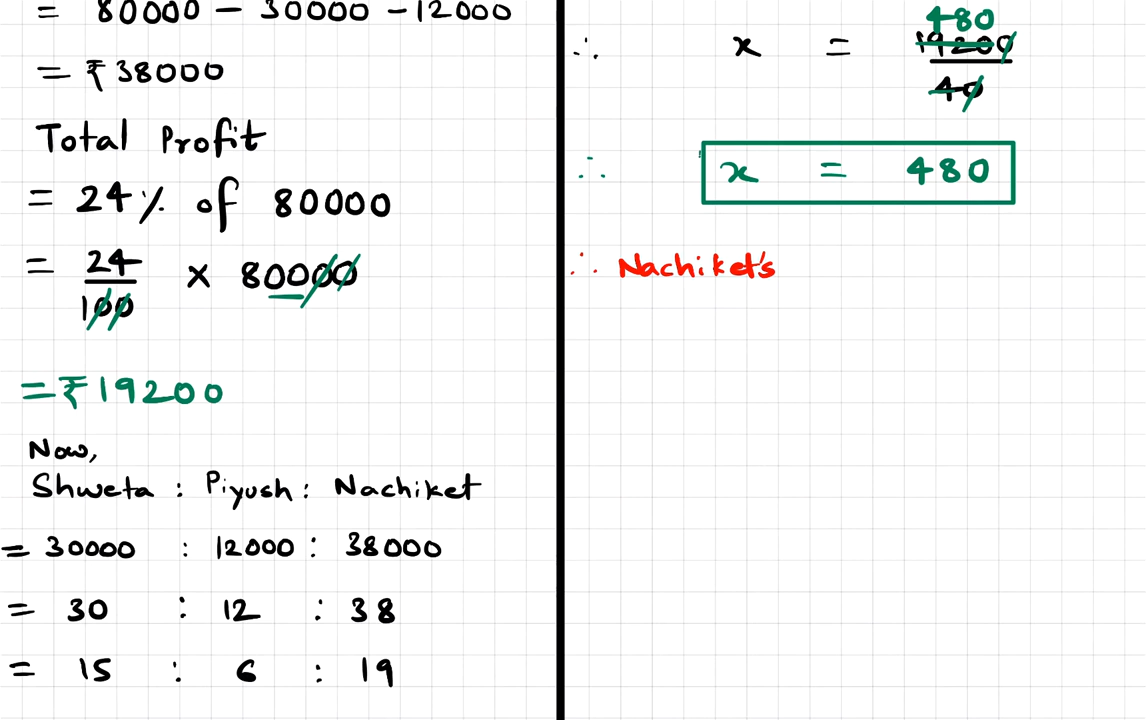 = 80000 - 30000 - 12000
= ₹ 38000
Total Profit
= 24% of 80000
= 24/100 x 80000
= ₹ 19200
Now,
Shweta : Piyush : Nachiket
= 30000 : 12000 : 38000
= 30 : 12 : 38
= 15 : 6 : 19
480
∴ x = 19200/40
∴ x = 480
∴ Nachiket's